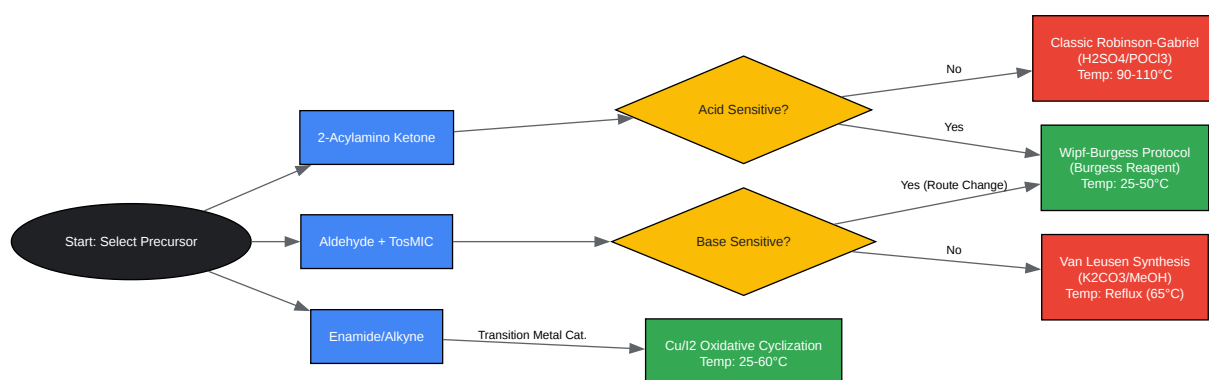 Start: Select Precursor
2-Acylamino Ketone
Aldehyde + TosMIC
Enamide/Alkyne
Acid Sensitive?
Base Sensitive?
Transition Metal Cat.
Cu/I2 Oxidative Cyclization
Temp: 25-60°C
No
Yes
Yes (Route Change)
No
Classic Robinson-Gabriel
(H2SO4/POCl3)
Temp: 90-110°C
Wipf-Burgess Protocol
(Burgess Reagent)
Temp: 25-50°C
Van Leusen Synthesis
(K2CO3/MeOH)
Temp: Reflux (65°C)